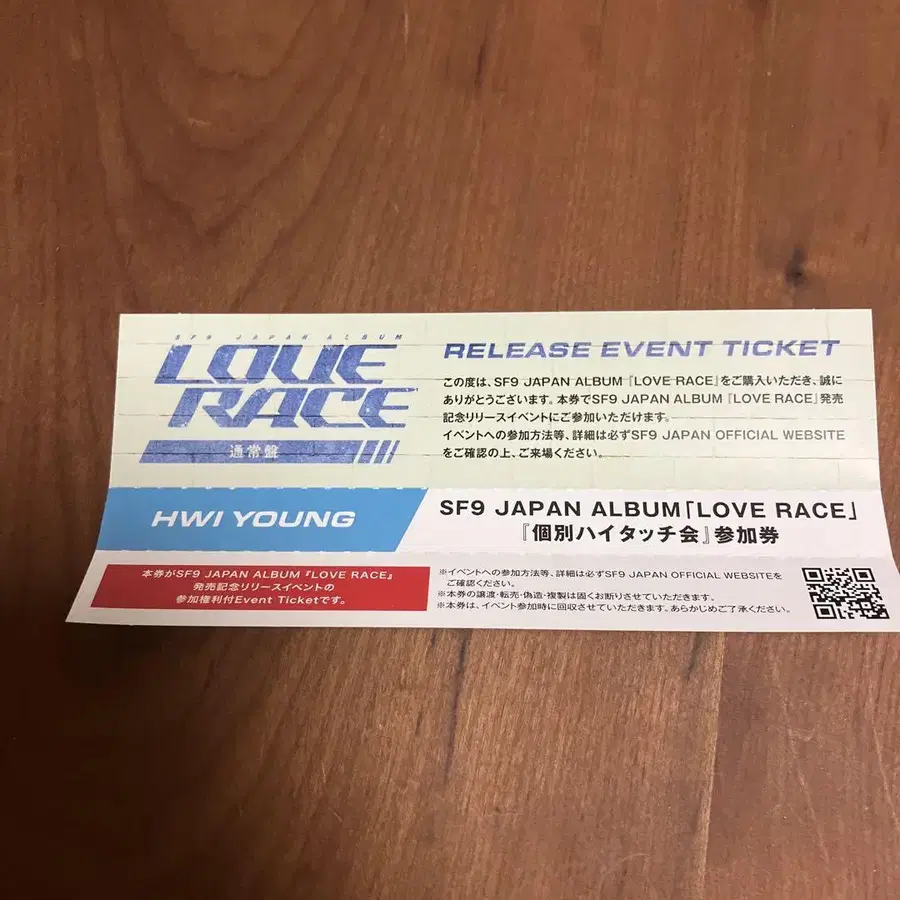 SF9 JAPAN ALBUM
LOVE
RACE
通常盤
RELEASE EVENT TICKET
この度は、SF9 JAPAN ALBUM『LOVE RACE』をご購入いただき、誠に
ありがとうございます。本券でSF9 JAPAN ALBUM『LOVE RACE』発売
記念リリースイベントにご参加いただけます。
イベントへの参加方法等、詳細は必ずSF9 JAPAN OFFICIAL WEBSITE
をご確認の上、ご来場ください。
HWI YOUNG
SF9 JAPAN ALBUM「LOVE RACE」
『個別ハイタッチ会』参加券
本券がSF9 JAPAN ALBUM『LOVE RACE』
発売記念リリースイベントの
参加権利付Event Ticketです。
※イベントへの参加方法等、詳細は必ずSF9 JAPAN OFFICIAL WEBSITEを
ご確認ください。
※本券の譲渡・転売・偽造・複製は固くお断りさせていただきます。
※本券は、イベント参加時に回収させていただきます。あらかじめご了承ください。